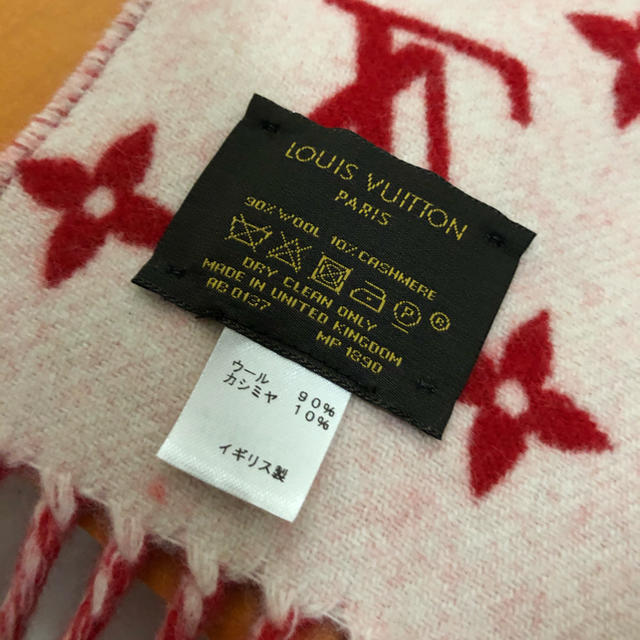 LOUIS VUITTON
PARIS
90% WOOL 10% CASHMERE
P R
DRY CLEAN ONLY
MADE IN UNITED KINGDOM
AB 0137 MP 1890
ウール 90%
カシミヤ 10%
イギリス製